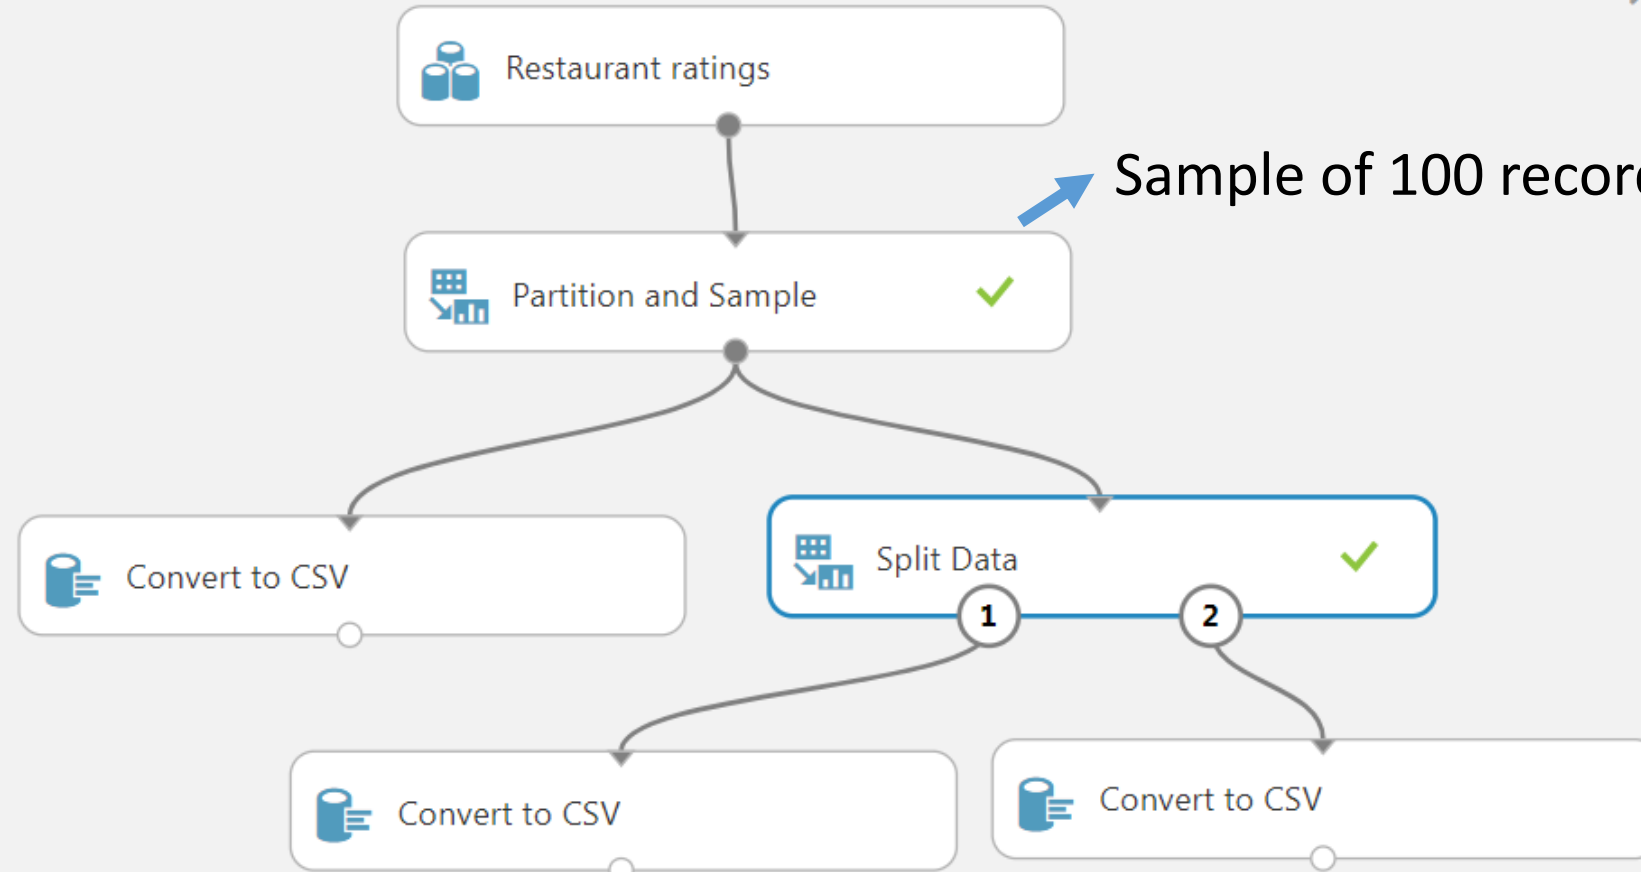 Restaurant ratings
Sample of 100
Partition and Sample
Convert to CSV
Split Data
1
2
Convert to CSV
Convert to CSV